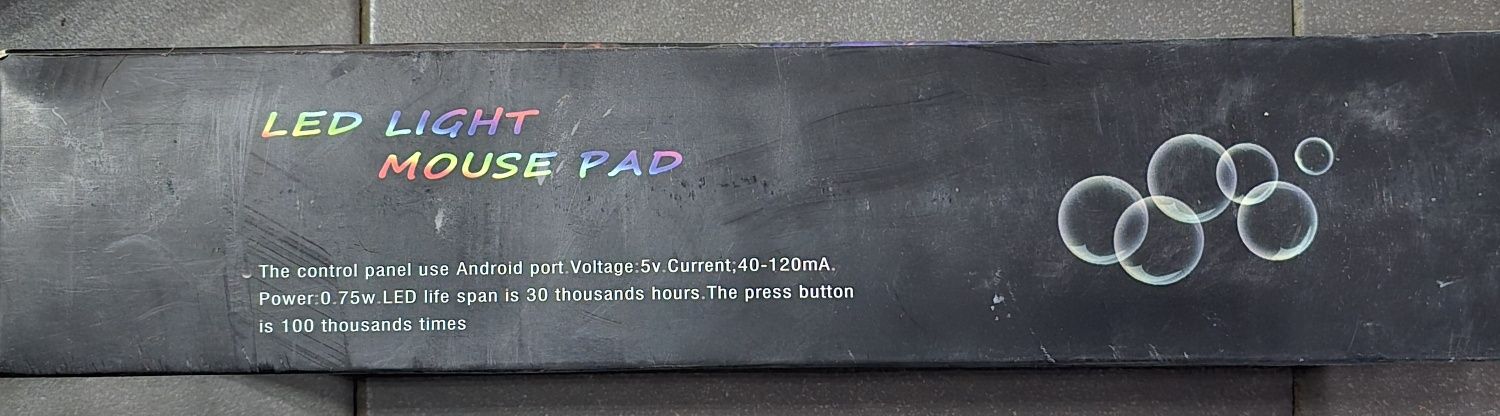 LED LIGHT
MOUSE PAD
The control panel use Android port.Voltage:5v.Current;40-120mA.
Power:0.75w.LED life span is 30 thousands hours.The press button
is 100 thousands times